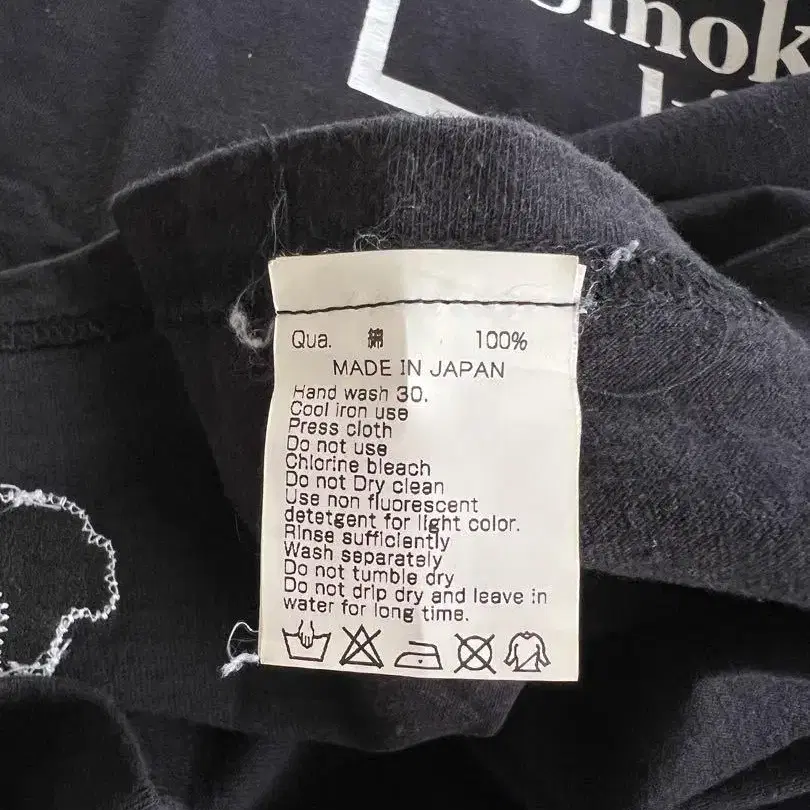 Smok
Qua. 綿 100%
MADE IN JAPAN
Hand wash 30.
Cool iron use
Press cloth
Do not use
Chlorine bleach
Do not Dry clean
Use non fluorescent
detetgent for light color.
Rinse sufficiently
Wash separately
Do not tumble dry
Do not drip dry and leave in
water for long time.